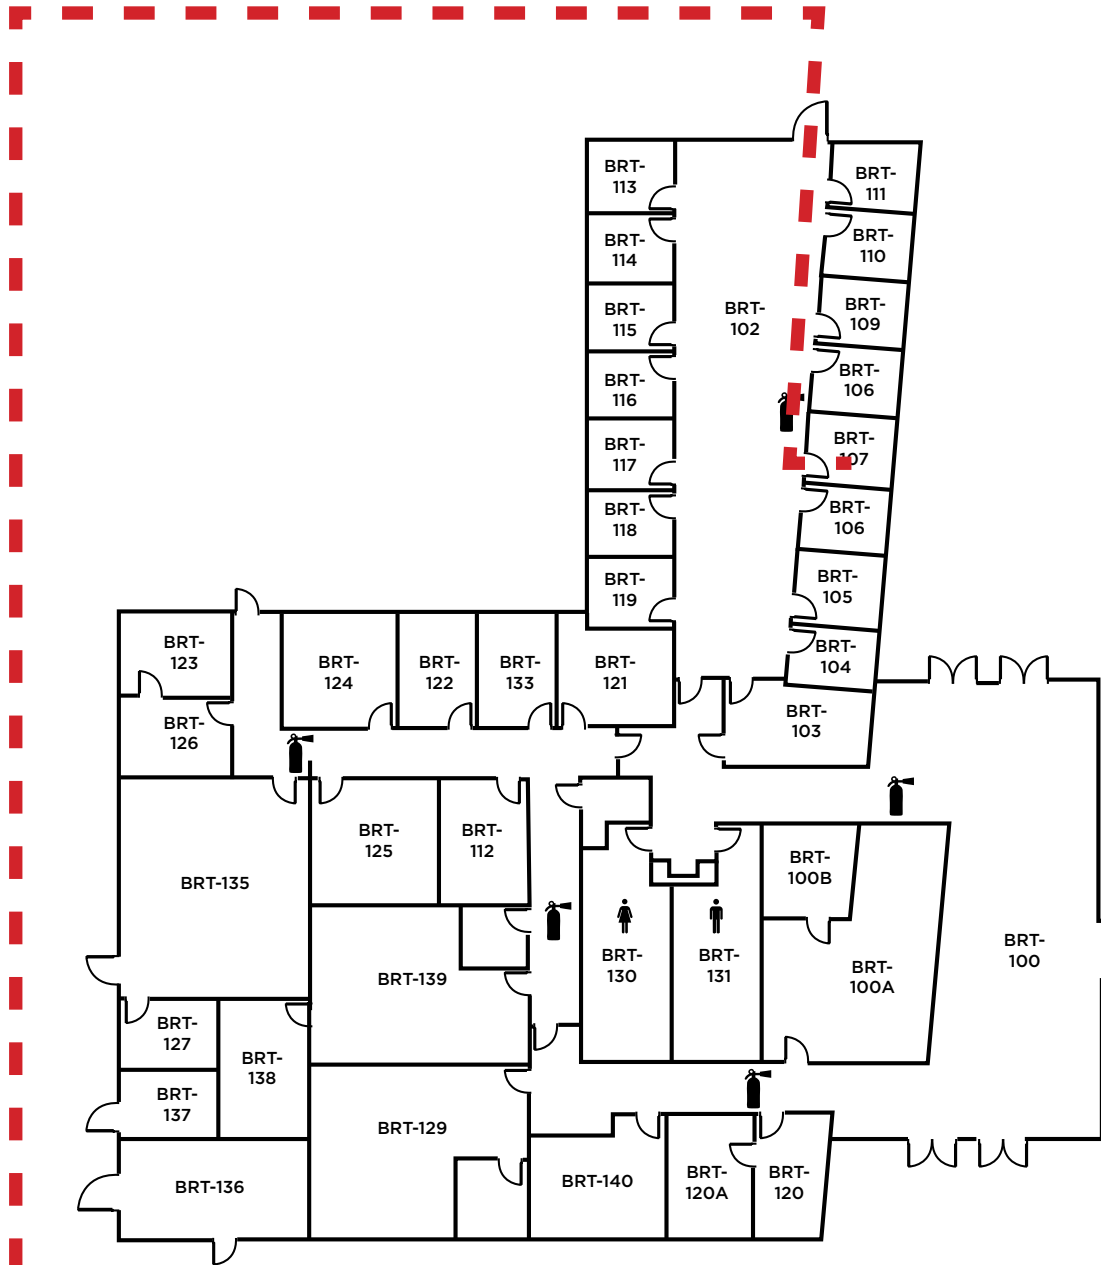 BRT-
113
BRT-
111
BRT-
114
BRT-
110
BRT-
115
BRT-
102
BRT-
109
BRT-
116
BRT-
106
BRT-
117
BRT-
107
BRT-
118
BRT-
106
BRT-
119
BRT-
105
BRT-
123
BRT-
124
BRT-
122
BRT-
133
BRT-
121
BRT-
104
BRT-
126
BRT-
103
BRT-
125
BRT-
112
BRT-
100B
BRT-135
BRT-139
BRT-
130
BRT-
131
BRT-
100A
BRT-
100
BRT-
127
BRT-
138
BRT-
137
BRT-129
BRT-136
BRT-140
BRT-
120A
BRT-
120